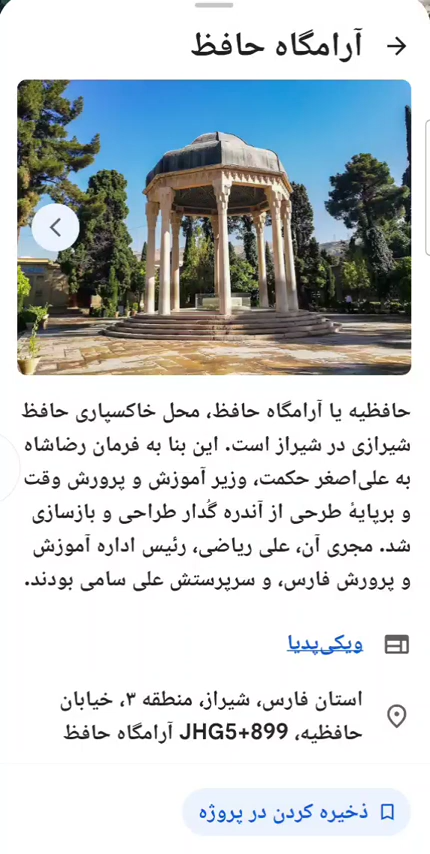 آرامگاه حافظ
حافظیه یا آرامگاه حافظ، محل خاکسپاری حافظ
شیرازی در شیراز است. این بنا به فرمان رضاشاه
به علی‌اصغر حکمت، وزیر آموزش و پرورش وقت
و برپایهٔ طرحی از آندره گُدار طراحی و بازسازی
شد. مجری آن، علی ریاضی، رئیس اداره آموزش
و پرورش فارس، و سرپرستش علی سامی بودند.
ویکی‌پدیا
استان فارس، شیراز، منطقه ۳، خیابان
حافظیه، JHG5+899 آرامگاه حافظ
ذخیره کردن در پروژه